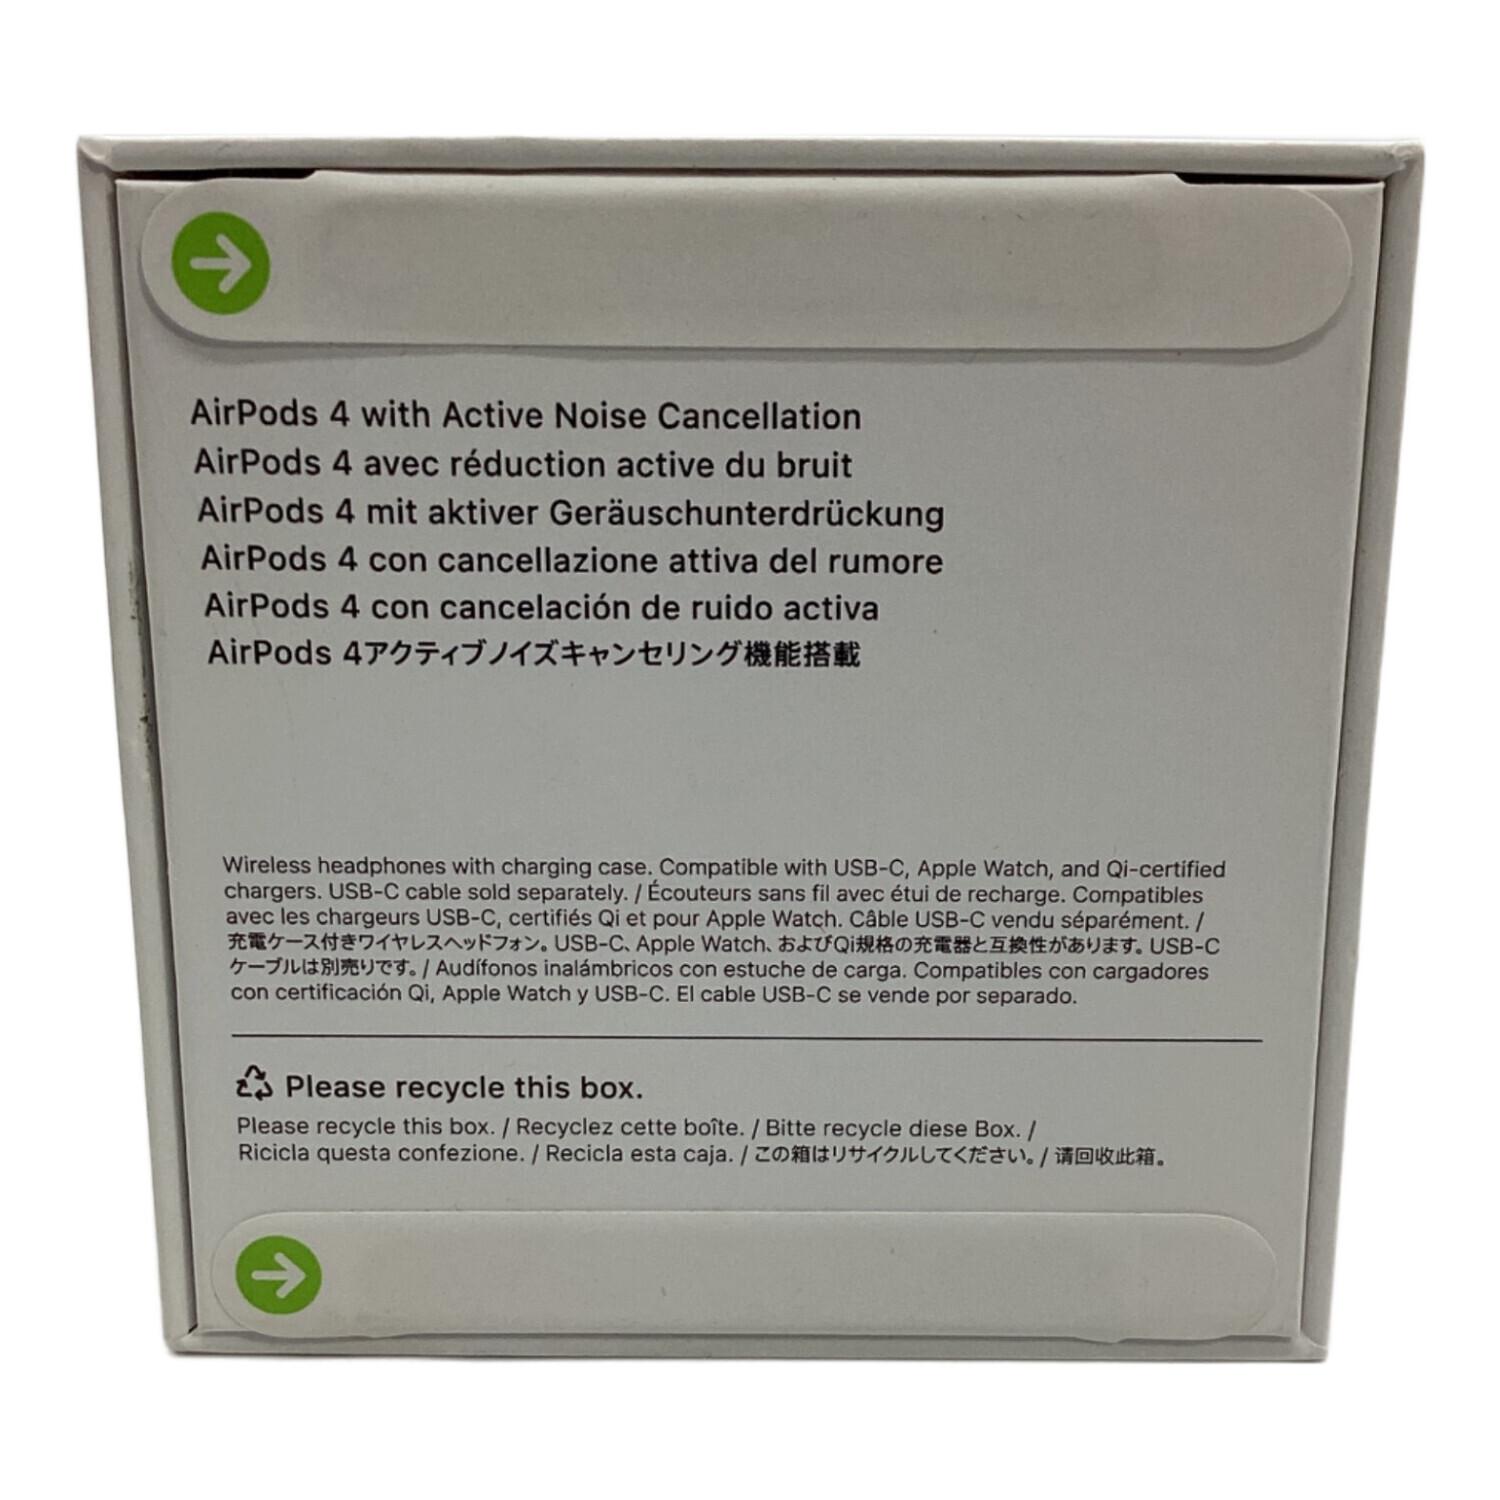 AirPods 4 with Active Noise Cancellation
AirPods 4 avec réduction active du bruit
AirPods 4 mit aktiver Geräuschunterdrückung
AirPods 4 con cancellazione attiva del rumore
AirPods 4 con cancelación de ruido activa
AirPods 4アクティブノイズキャンセリング機能搭載
Wireless headphones with charging case. Compatible with USB-C, Apple Watch, and Qi-certified
chargers. USB-C cable sold separately. / Écouteurs sans fil avec étui de recharge. Compatibles
avec les chargeurs USB-C, certifiés Qi et pour Apple Watch. Câble USB-C vendu séparément. /
充電ケース付きワイヤレスヘッドフォン。USB-C、Apple Watch、およびQi規格の充電器と互換性があります。USB-C
ケーブルは別売りです。/ Audífonos inalámbricos con estuche de carga. Compatibles con cargadores
con certificación Qi, Apple Watch y USB-C. El cable USB-C se vende por separado.
Please recycle this box.
Please recycle this box. / Recyclez cette boîte. / Bitte recycle diese Box. /
Ricicla questa confezione. / Recicla esta caja. / この箱はリサイクルしてください。/ 请回收此箱。